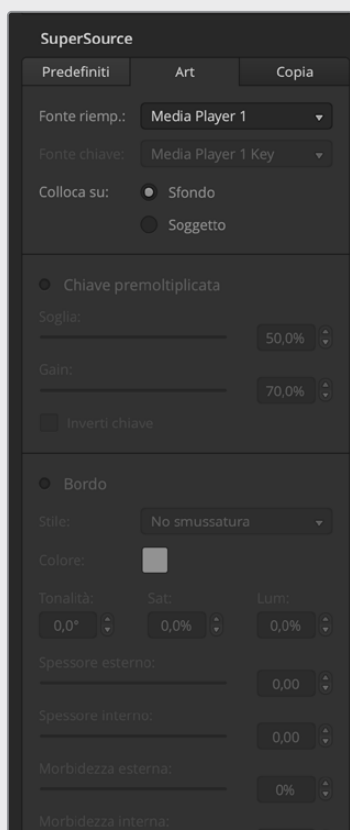 SuperSource
Predefiniti Art Copia
Fonte riemp.: Media Player 1
Fonte chiave: Media Player 1 Key
Colloca su: Sfondo
Soggetto
Chiave premoltiplicata
Soglia:
50,0%
Gain:
70,0%
Inverti chiave
Bordo
Stile: No smussatura
Colore:
Tonalità: Sat: Lum:
0,0° 0,0% 0,0%
Spessore esterno:
0,00
Spessore interno:
0,00
Morbidezza esterna:
0%
Morbidezza interna: